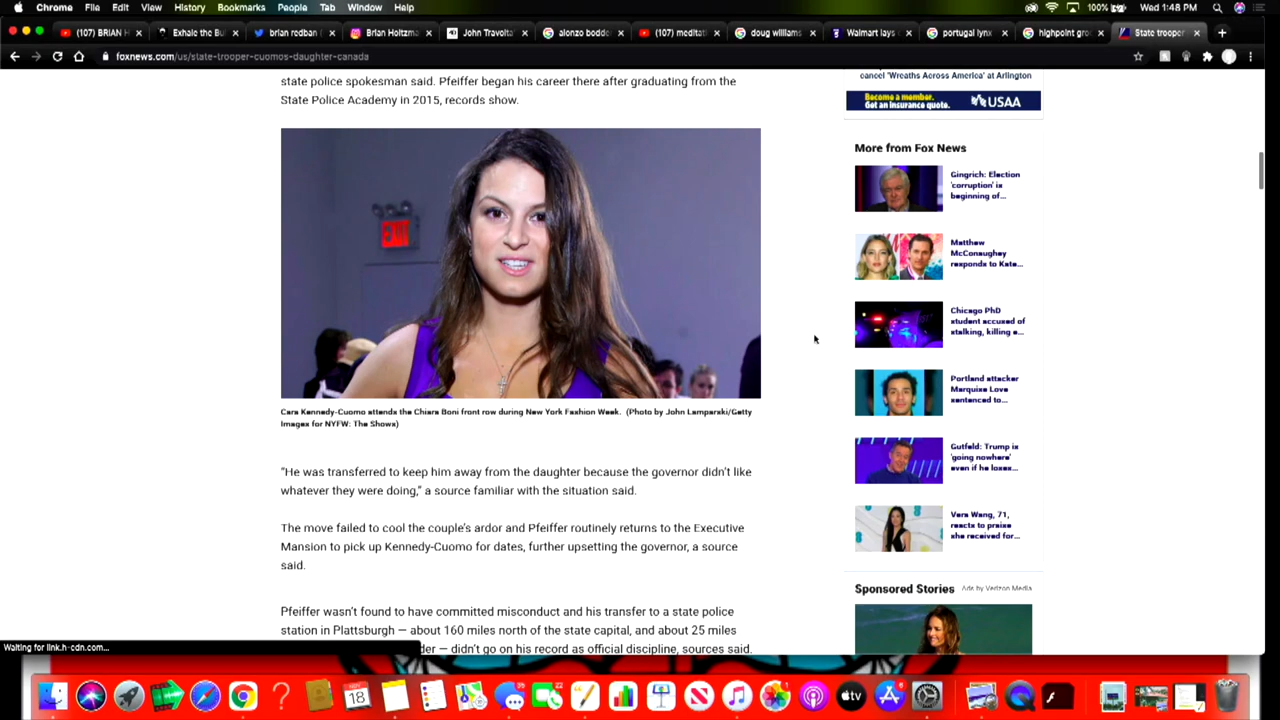 Chrome File Edit View History Bookmarks People Tab Window Help
100% Wed 1:48 PM
(107) BRIAN H
Exhale the Bu
brian redban
Brian Holtzma
John Travolta
alonzo bodde
(107) meditat
doug williams
Walmart lays
portugal lynx
highpoint gro
State trooper
foxnews.com/us/state-trooper-cuomos-daughter-canada
state police spokesman said. Pfeiffer began his career there after graduating from the
State Police Academy in 2015, records show.
EXIT
Cara Kennedy-Cuomo attends the Chiara Boni front row during New York Fashion Week. (Photo by John Lamparski/Getty
Images for NYFW: The Shows)
“He was transferred to keep him away from the daughter because the governor didn’t like
whatever they were doing,” a source familiar with the situation said.
The move failed to cool the couple’s ardor and Pfeiffer routinely returns to the Executive
Mansion to pick up Kennedy-Cuomo for dates, further upsetting the governor, a source
said.
Pfeiffer wasn’t found to have committed misconduct and his transfer to a state police
station in Plattsburgh — about 160 miles north of the state capital, and about 25 miles
der — didn’t go on his record as official discipline, sources said.
cancel 'Wreaths Across America' at Arlington
Become a member.
Get an insurance quote.
USAA
More from Fox News
Gingrich: Election
'corruption' is
beginning of...
Matthew
McConaughey
responds to Kate...
Chicago PhD
student accused of
stalking, killing e...
Portland attacker
Marquise Love
sentenced to...
Gutfeld: Trump is
'going nowhere'
even if he loses...
Vera Wang, 71,
reacts to praise
she received for...
Sponsored Stories Ads by Verizon Media
Waiting for link.h-cdn.com...
NOV
18
tv